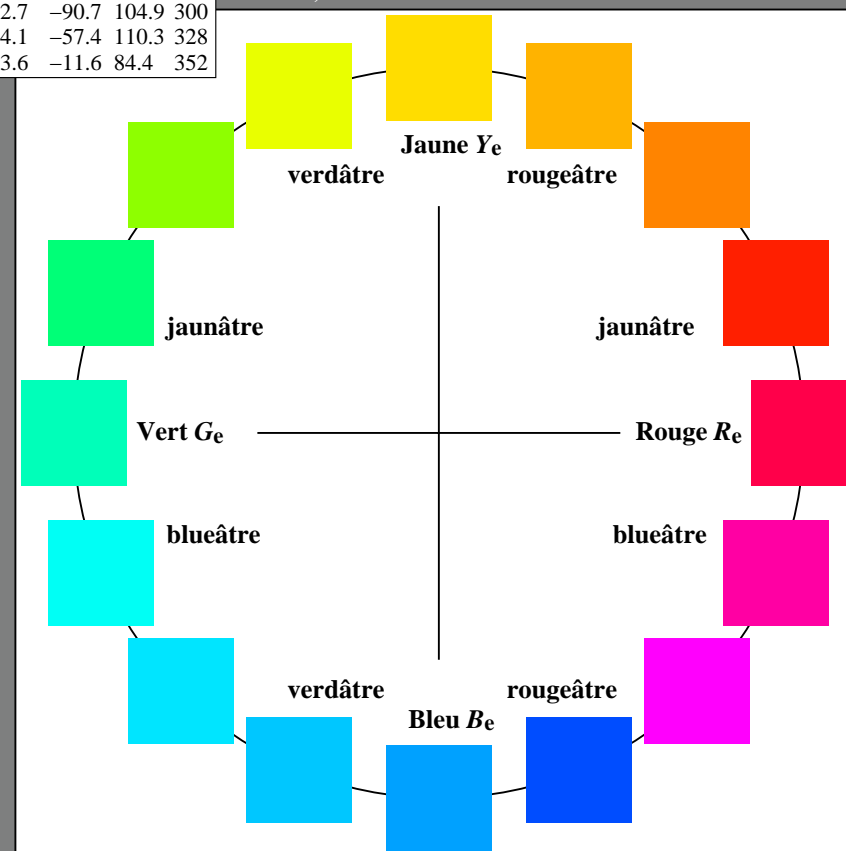 2.7 −90.7 104.9 300
4.1 −57.4 110.3 328
3.6 −11.6 84.4 352
Jaune Ye
verdâtre rougeâtre
jaunâtre jaunâtre
Vert Ge Rouge Re
blueâtre blueâtre
verdâtre rougeâtre
Bleu Be